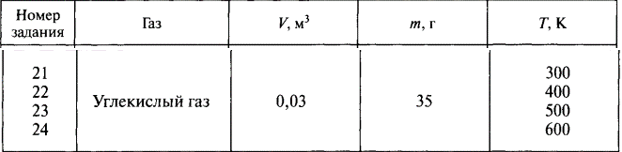 Номер задания Газ V, м³ m, г T, К
21 300
22 400
Углекислый газ 0,03 35
23 500
24 600